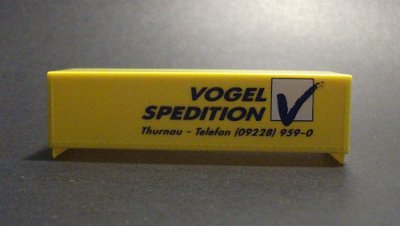 VOGEL
SPEDITION
Thurnau - Telefon (09228) 959-0